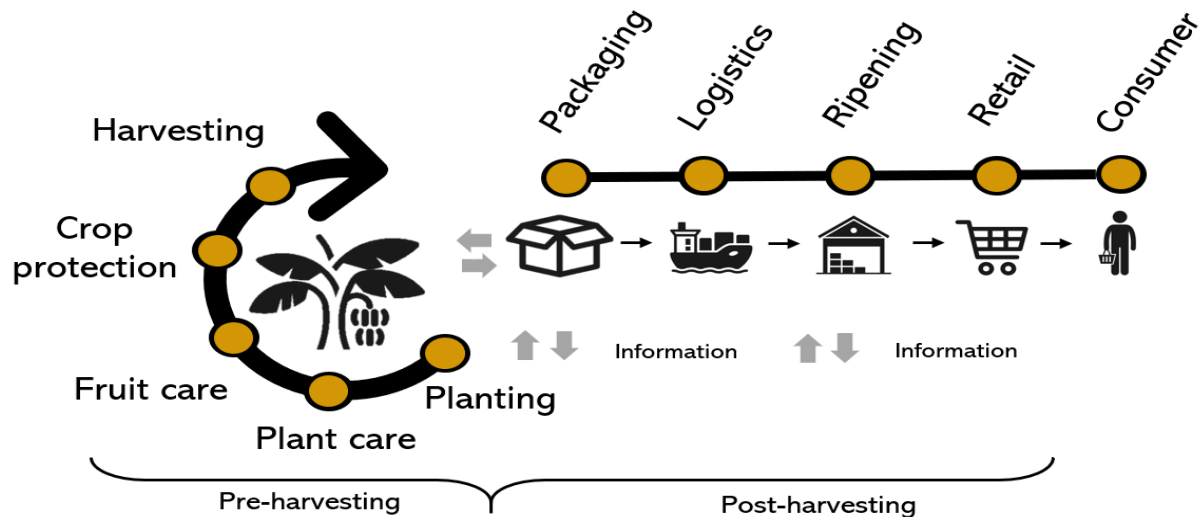 Packaging
Logistics
Ripening
Retail
Consumer
Harvesting
Crop
protection
Fruit care
Plant care
Planting
Information
Information
Pre-harvesting
Post-harvesting